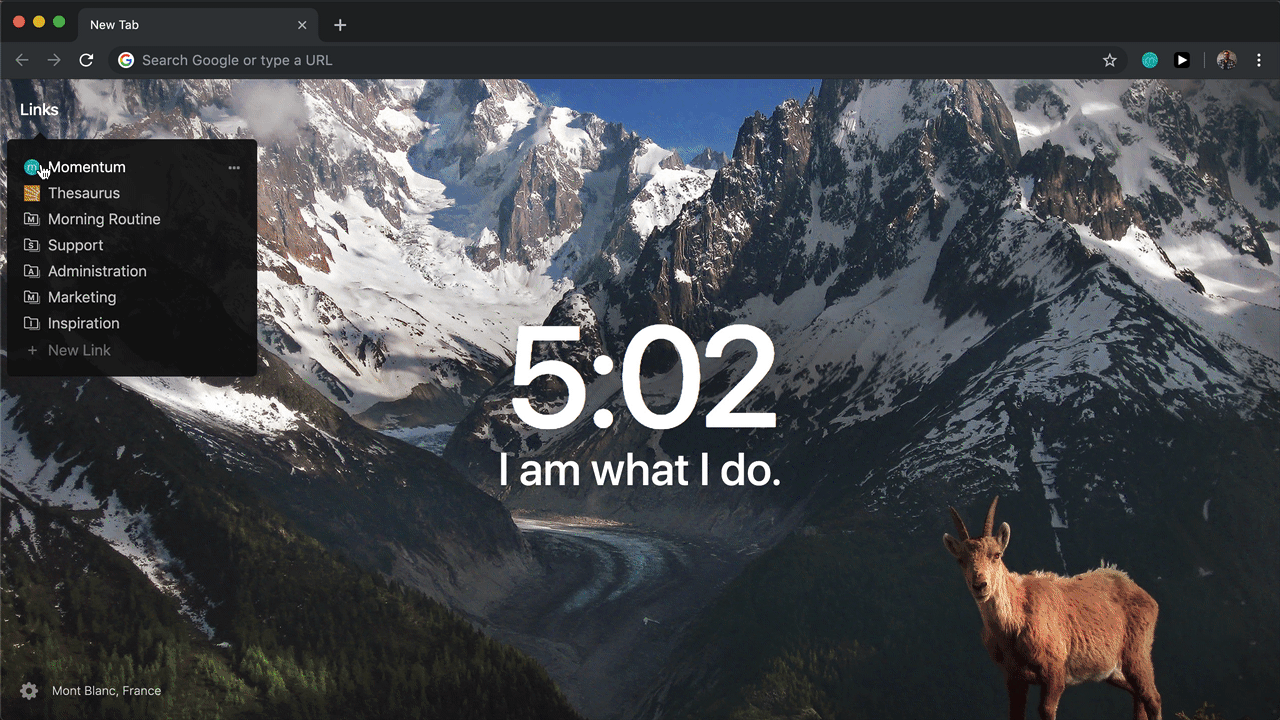 New Tab
Search Google or type a URL
Links
Momentum
Thesaurus
Morning Routine
Support
Administration
Marketing
Inspiration
New Link
5:02
I am what I do.
Mont Blanc, France